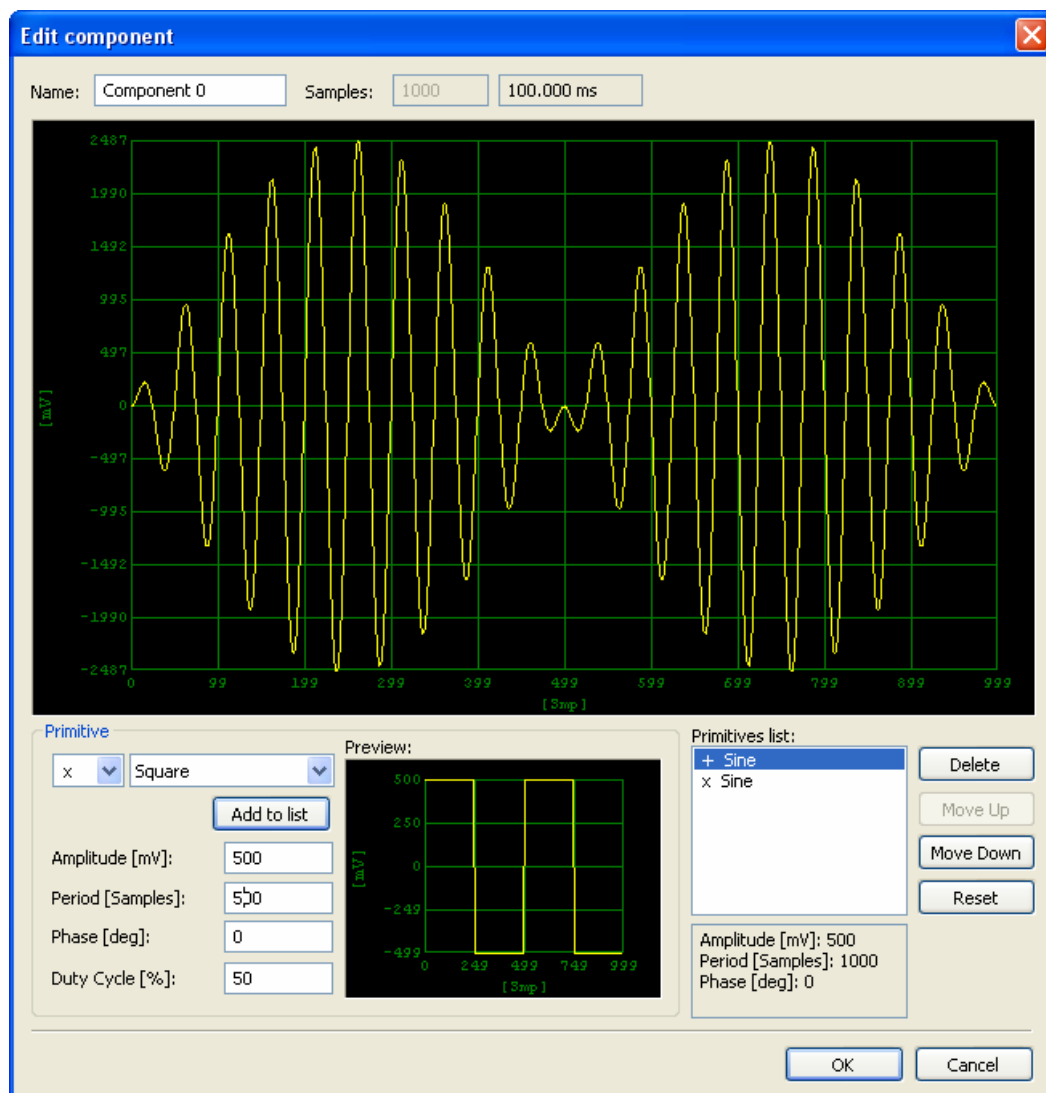 Edit component
Name: Component 0 Samples: 1000 100.000 ms
2487
1990
1492
995
497
0
-497
-995
-1492
-1990
-2487
[mV]
0 99 199 299 399 499 599 699 799 899 999
[Smp]
Primitive
x Square
Add to list
Amplitude [mV]: 500
Period [Samples]: 500
Phase [deg]: 0
Duty Cycle [%]: 50
Preview:
500
250
0
-249
-499
[mV]
0 249 499 749 999
[Smp]
Primitives list:
+ Sine
x Sine
Delete
Move Up
Move Down
Reset
Amplitude [mV]: 500
Period [Samples]: 1000
Phase [deg]: 0
OK Cancel